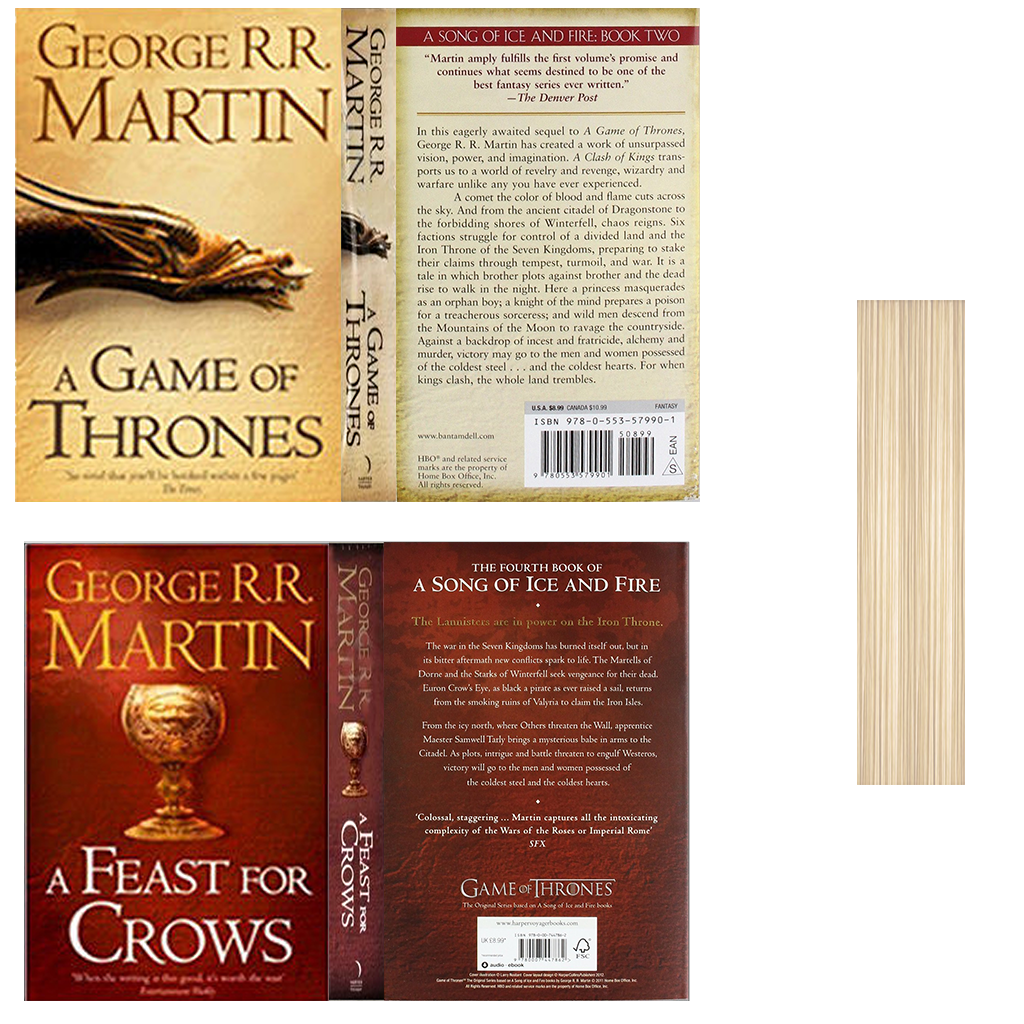 GEORGE R.R.
MARTIN
A GAME OF
THRONES
The Times
GEORGE R.R.
MARTIN
A GAME OF
THRONES
A SONG OF ICE AND FIRE: BOOK TWO
“Martin amply fulfills the first volume’s promise and
continues what seems destined to be one of the
best fantasy series ever written.”
—The Denver Post
In this eagerly awaited sequel to A Game of Thrones,
George R. R. Martin has created a work of unsurpassed
vision, power, and imagination. A Clash of Kings trans-
ports us to a world of revelry and revenge, wizardry and
warfare unlike any you have ever experienced.
A comet the color of blood and flame cuts across
the sky. And from the ancient citadel of Dragonstone to
the forbidding shores of Winterfell, chaos reigns. Six
factions struggle for control of a divided land and the
Iron Throne of the Seven Kingdoms, preparing to stake
their claims through tempest, turmoil, and war. It is a
tale in which brother plots against brother and the dead
rise to walk in the night. Here a princess masquerades
as an orphan boy; a knight of the mind prepares a poison
for a treacherous sorceress; and wild men descend from
the Mountains of the Moon to ravage the countryside.
Against a backdrop of incest and fratricide, alchemy and
murder, victory may go to the men and women possessed
of the coldest steel . . . and the coldest hearts. For when
kings clash, the whole land trembles.
www.bantamdell.com
HBO® and related service
marks are the property of
Home Box Office, Inc.
All rights reserved.
U.S.A. $8.99 CANADA $10.99 FANTASY
ISBN 978-0-553-57990-1
50899
9 780553 579901
S EAN
GEORGE R.R.
MARTIN
A FEAST FOR
CROWS
Entertainment Weekly
GEORGE R.R.
MARTIN
A FEAST FOR
CROWS
THE FOURTH BOOK OF
A SONG OF ICE AND FIRE
The Lannisters are in power on the Iron Throne.
The war in the Seven Kingdoms has burned itself out, but in
its bitter aftermath new conflicts spark to life. The Martells of
Dorne and the Starks of Winterfell seek vengeance for their dead.
Euron Crow’s Eye, as black a pirate as ever raised a sail, returns
from the smoking ruins of Valyria to claim the Iron Isles.
From the icy north, where Others threaten the Wall, apprentice
Maester Samwell Tarly brings a mysterious babe in arms to the
Citadel. As plots, intrigue and battle threaten to engulf Westeros,
victory will go to the men and women possessed of
the coldest steel and the coldest hearts.
‘Colossal, staggering ... Martin captures all the intoxicating
complexity of the Wars of the Roses or Imperial Rome’
SFX
GAME OF THRONES
The Original Series based on A Song of Ice and Fire books
www.harpervoyagerbooks.com
ISBN 978-0-00-744786-2
UK £8.99
9 780007 447862
FSC
audio ebook